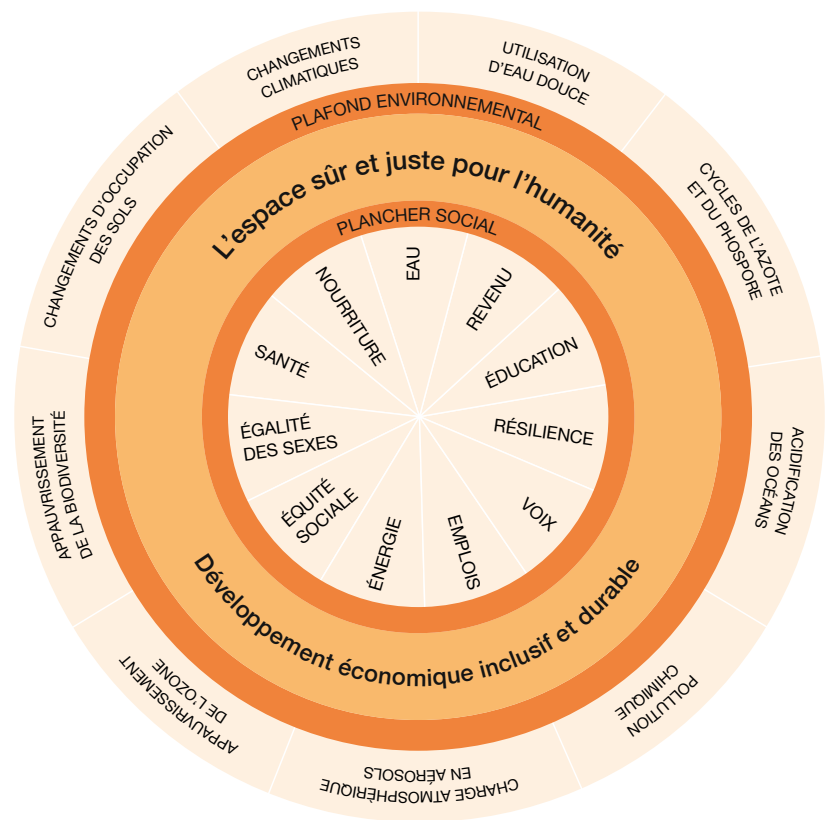 CHANGEMENTS
CLIMATIQUES
UTILISATION
D'EAU DOUCE
CYCLES DE L'AZOTE
ET DU PHOSPORE
ACIDIFICATION
DES OCÉANS
POLLUTION
CHIMIQUE
CHARGE ATMOSPHÉRIQUE
EN AÉROSOLS
APPAUVRISSEMENT
DE L'OZONE
APPAUVRISSEMENT
DE LA BIODIVERSITÉ
CHANGEMENTS D'OCCUPATION
DES SOLS
PLAFOND ENVIRONNEMENTAL
L'espace sûr et juste pour l'humanité
PLANCHER SOCIAL
EAU
REVENU
ÉDUCATION
RÉSILIENCE
VOIX
EMPLOIS
ÉNERGIE
ÉQUITÉ
SOCIALE
ÉGALITÉ
DES SEXES
SANTÉ
NOURRITURE
Développement économique inclusif et durable